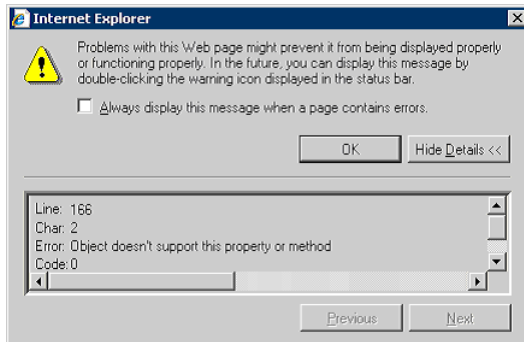 Internet Explorer
Problems with this Web page might prevent it from being displayed properly
or functioning properly. In the future, you can display this message by
double-clicking the warning icon displayed in the status bar.
Always display this message when a page contains errors.
OK
Hide Details <<
Line: 166
Char: 2
Error: Object doesn't support this property or method
Code: 0
Previous
Next